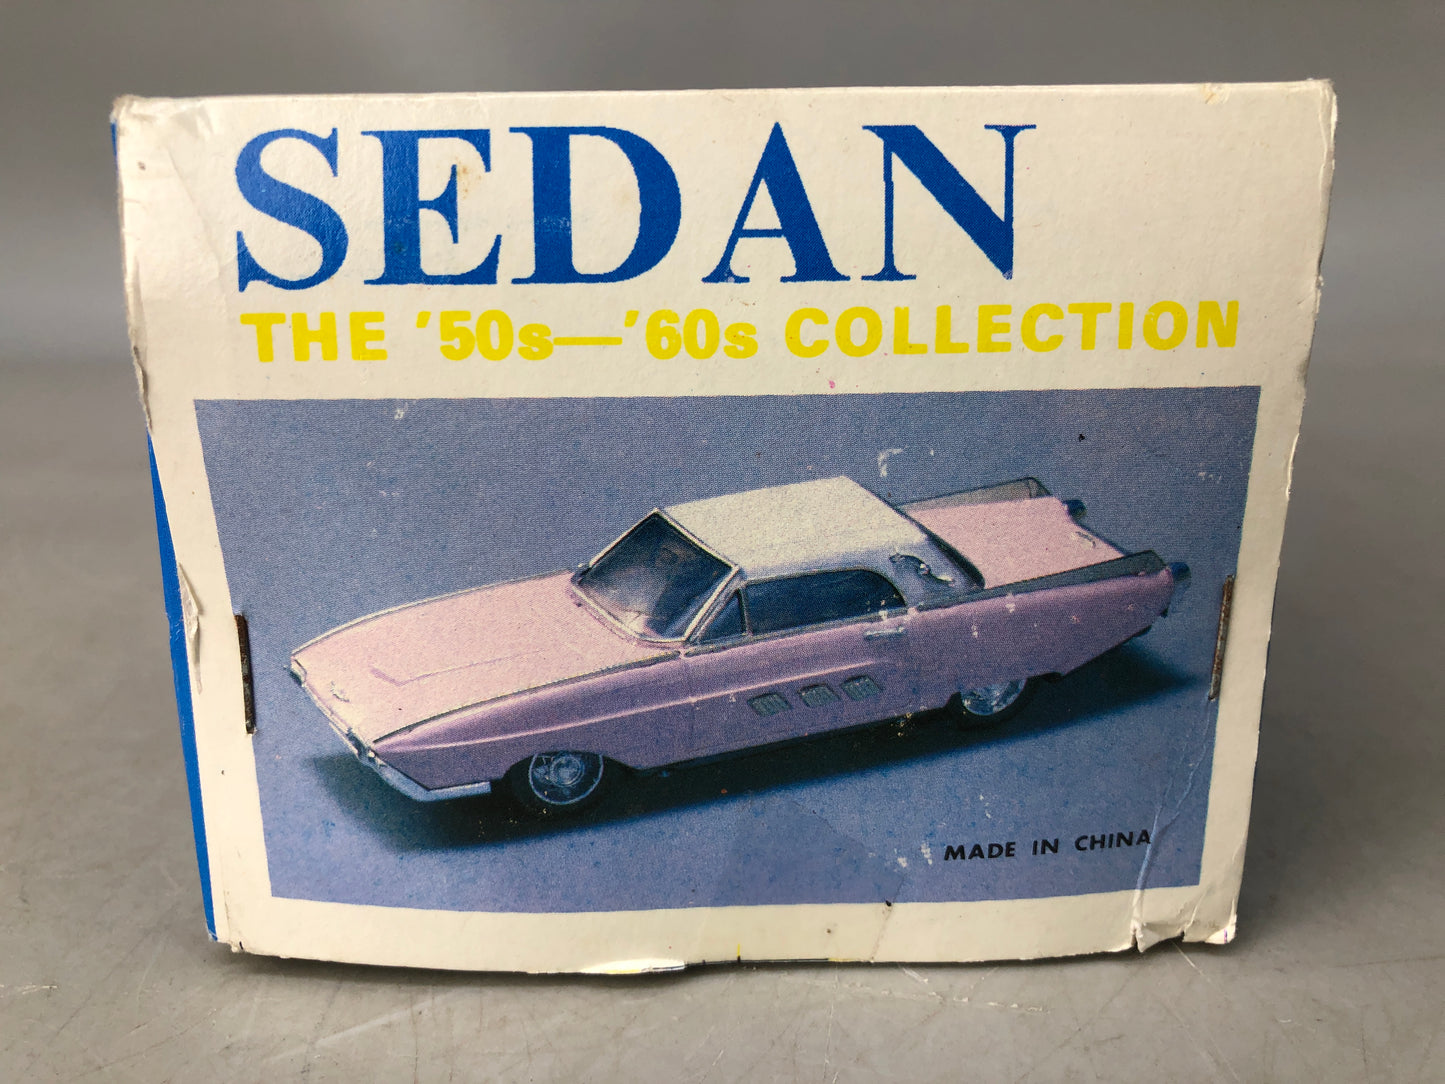 SEDAN
THE '50s—'60s COLLECTION
MADE IN CHINA